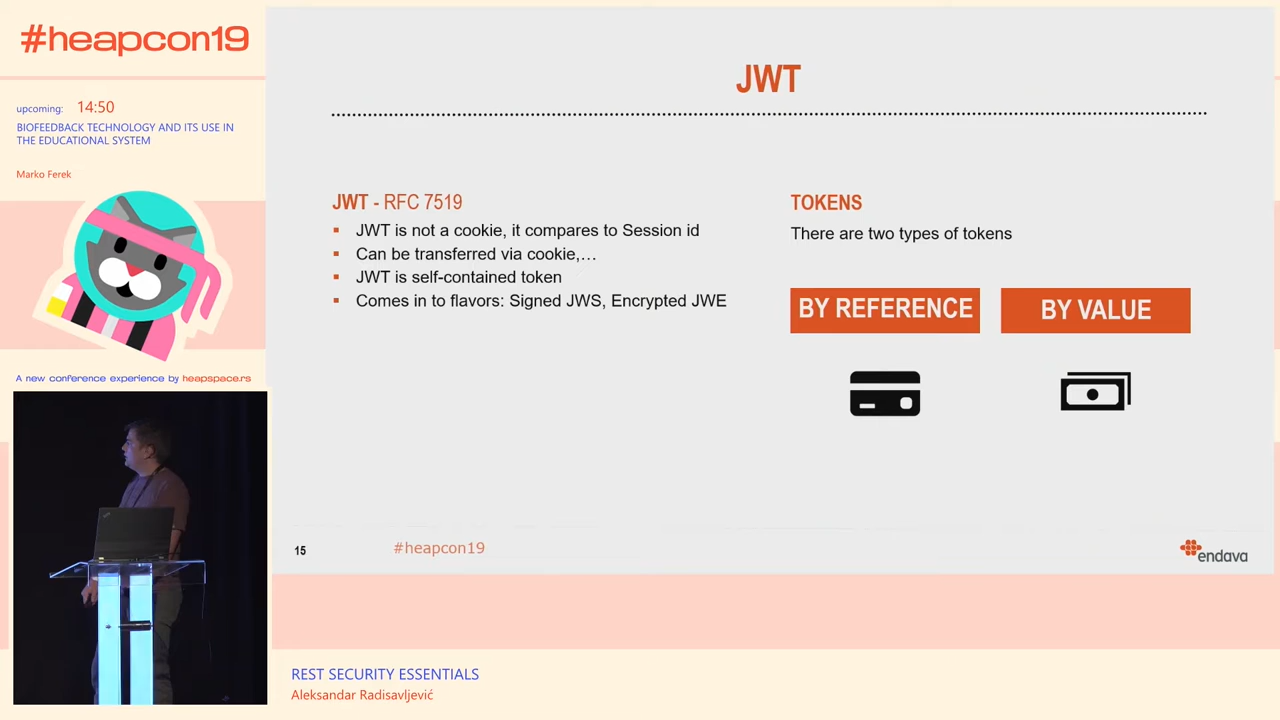 #heapcon19
upcoming: 14:50
BIOFEEDBACK TECHNOLOGY AND ITS USE IN
THE EDUCATIONAL SYSTEM
Marko Ferek
A new conference experience by heapspace.rs
JWT
JWT - RFC 7519
▪ JWT is not a cookie, it compares to Session id
▪ Can be transferred via cookie,…
▪ JWT is self-contained token
▪ Comes in to flavors: Signed JWS, Encrypted JWE
TOKENS
There are two types of tokens
BY REFERENCE
BY VALUE
15
#heapcon19
endava
REST SECURITY ESSENTIALS
Aleksandar Radisavljević